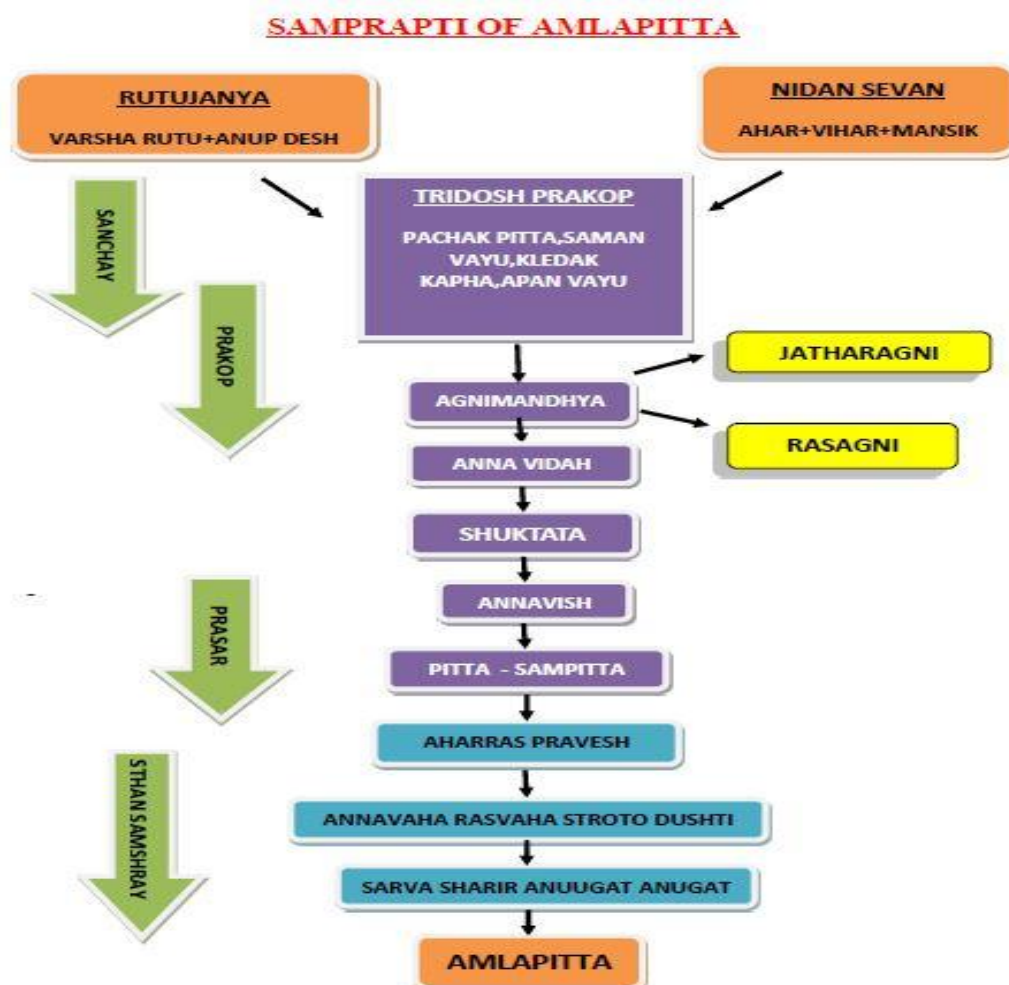 SAMPRAPTI OF AMLAPITTA
RUTUJANYA
VARSHA RUTU+ANUP DESH
NIDAN SEVAN
AHAR+VIHAR+MANSIK
SANCHAY
TRIDOSH PRAKOP
PACHAK PITTA,SAMAN
VAYU,KLEDAK
KAPHA,APAN VAYU
PRAKOP
JATHARAGNI
AGNIMANDHYA
RASAGNI
ANNA VIDAH
SHUKTATA
ANNAVISH
PRASAR
PITTA - SAMPITTA
AHARRAS PRAVESH
STHAN SAMSHRAY
ANNAVAHA RASVAHA STROTO DUSHTI
SARVA SHARIR ANUUGAT ANUGAT
AMLAPITTA